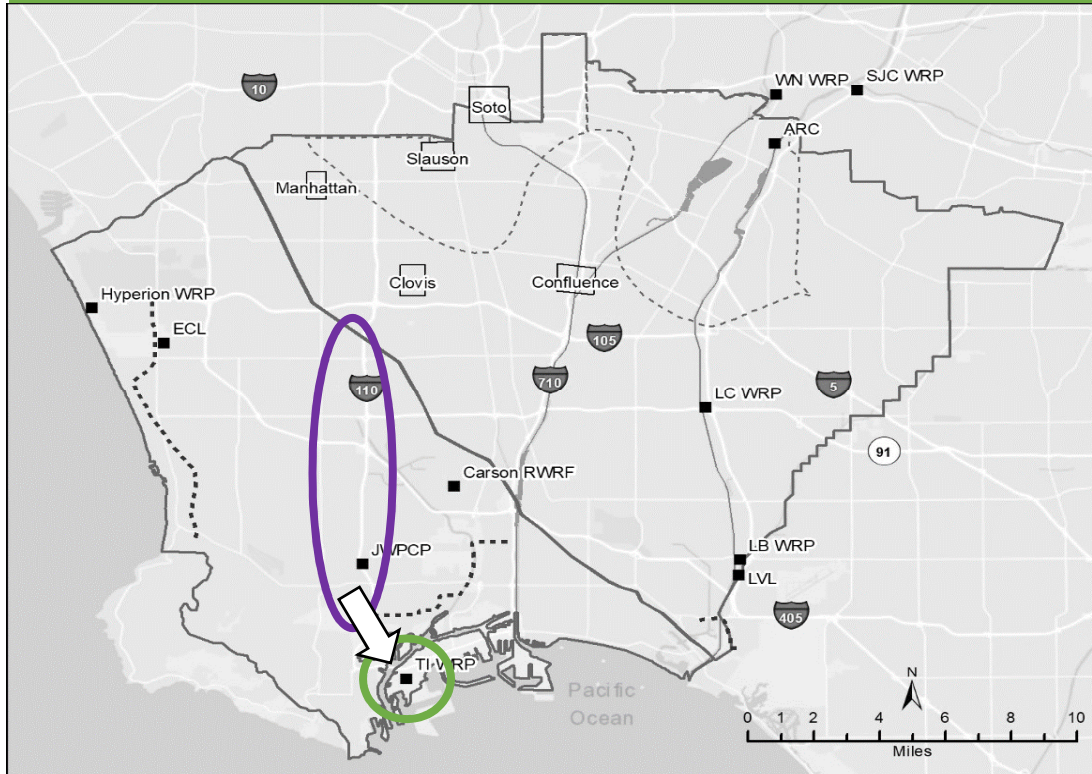 WN WRP
SJC WRP
10
Soto
ARC
Slauson
Manhattan
Clovis
Confluence
Hyperion WRP
ECL
105
110
710
5
LC WRP
91
Carson RWRF
JWPCP
LB WRP
LVL
405
TI WRP
N
Pacific
Ocean
0 1 2 4 6 8 10
Miles